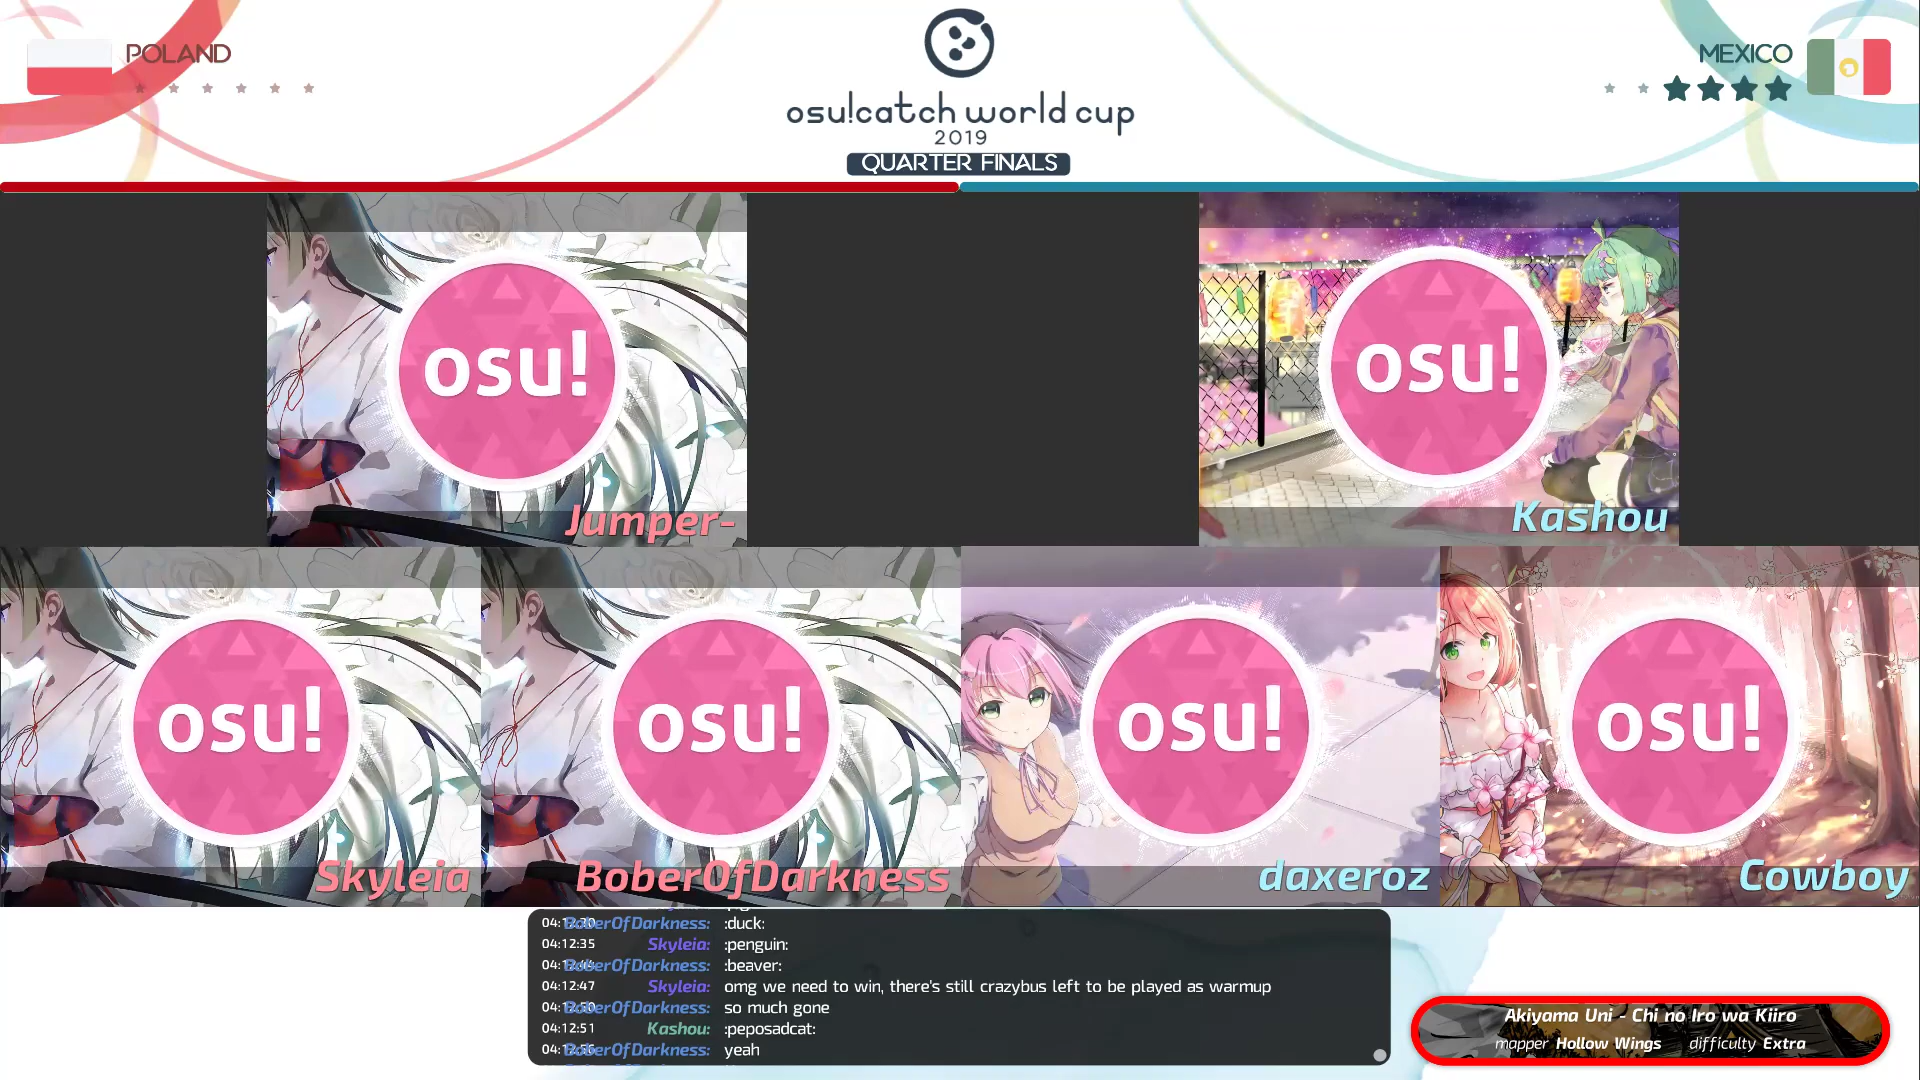 POLAND
MEXICO
osu!catch world cup
2019
QUARTER FINALS
osu!
osu!
Jumper-
Kashou
osu!
osu!
osu!
osu!
Skyleia
BoberOfDarkness
daxeroz
Cowboy
BoberOfDarkness: :duck:
04:12:35 Skyleia: :penguin:
BoberOfDarkness: :beaver:
04:12:47 Skyleia: omg we need to win, there's still crazybus left to be played as warmup
BoberOfDarkness: so much gone
04:12:51 Kashou: :peposadcat:
BoberOfDarkness: yeah
Akiyama Uni - Chi no Iro wa Kiiro
mapper Hollow Wings difficulty Extra